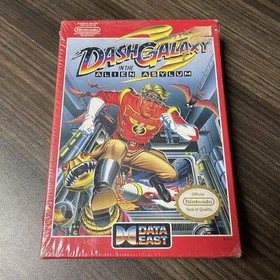 Nintendo
DASH GALAXY
IN THE
ALIEN ASYLUM
Official
Nintendo
Seal of Quality
DATA
EAST